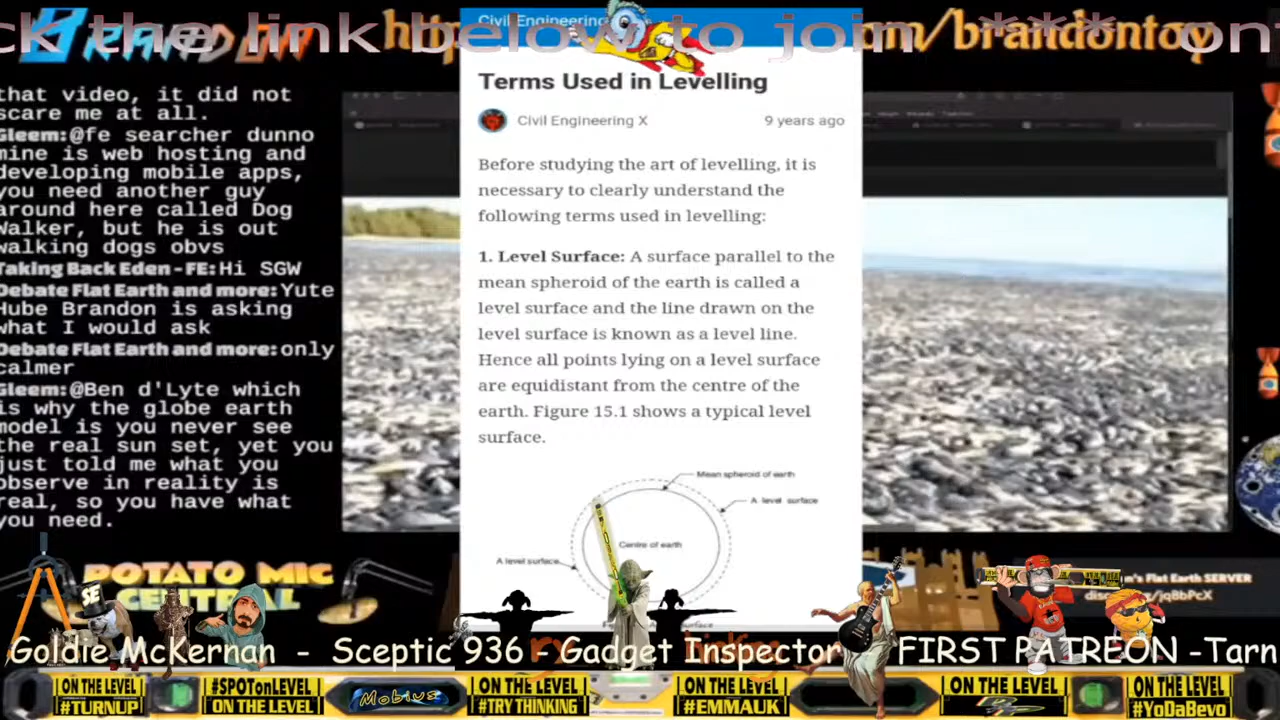 ck the link below to join *** on
BRANDON
htt
m/brandontoy
that video, it did not
scare me at all.
Gleem: @fe searcher dunno
mine is web hosting and
developing mobile apps,
you need another guy
around here called Dog
Walker, but he is out
walking dogs obvs
Taking Back Eden - FE: Hi SGW
Debate Flat Earth and more: Yute
Hube Brandon is asking
what I would ask
Debate Flat Earth and more: only
calmer
Gleem: @Ben d'Lyte which
is why the globe earth
model is you never see
the real sun set, yet you
just told me what you
observe in reality is
real, so you have what
you need.
Civil Engineering
Terms Used in Levelling
Civil Engineering X 9 years ago
Before studying the art of levelling, it is
necessary to clearly understand the
following terms used in levelling:
1. Level Surface: A surface parallel to the
mean spheroid of the earth is called a
level surface and the line drawn on the
level surface is known as a level line.
Hence all points lying on a level surface
are equidistant from the centre of the
earth. Figure 15.1 shows a typical level
surface.
Mean spheroid of earth
A level surface
Centre of earth
A level surface
POTATO MIC
CENTRAL
SE
's Flat Earth SERVER
/jqBbPcX
Goldie McKernan - Sceptic 936 - Gadget Inspector FIRST PATREON -Tarn
ON THE LEVEL
#TURNUP
#SPOTonLEVEL
ON THE LEVEL
Mobius
ON THE LEVEL
#TRY THINKING
ON THE LEVEL
#EMMAUK
ON THE LEVEL
ON THE LEVEL
#YoDaBevo